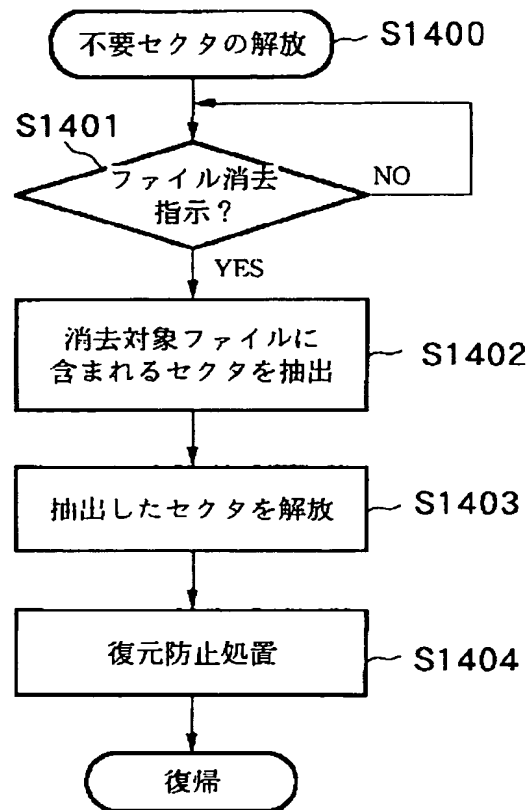 不要セクタの解放
S1400
S1401
ファイル消去
指示？
NO
YES
消去対象ファイルに
含まれるセクタを抽出
S1402
抽出したセクタを解放
S1403
復元防止処置
S1404
復帰